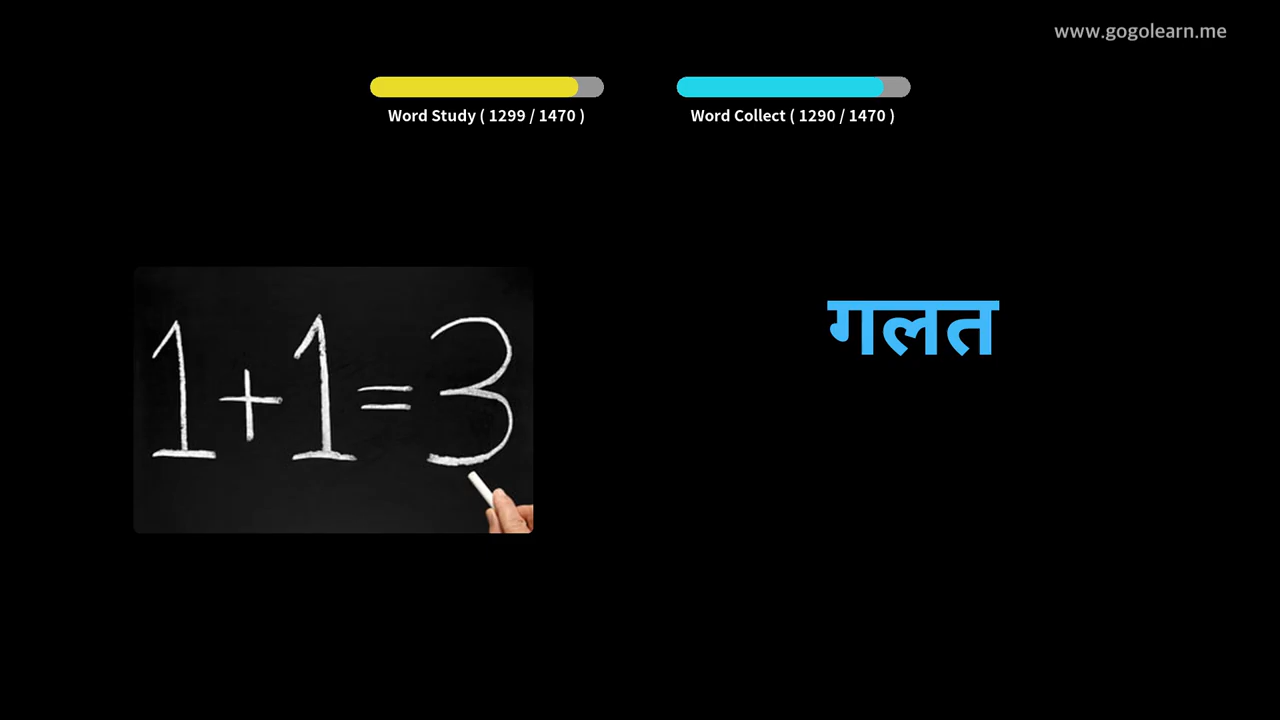 www.gogolearn.me
Word Study ( 1299 / 1470 )
Word Collect ( 1290 / 1470 )
1+1=3
गलत